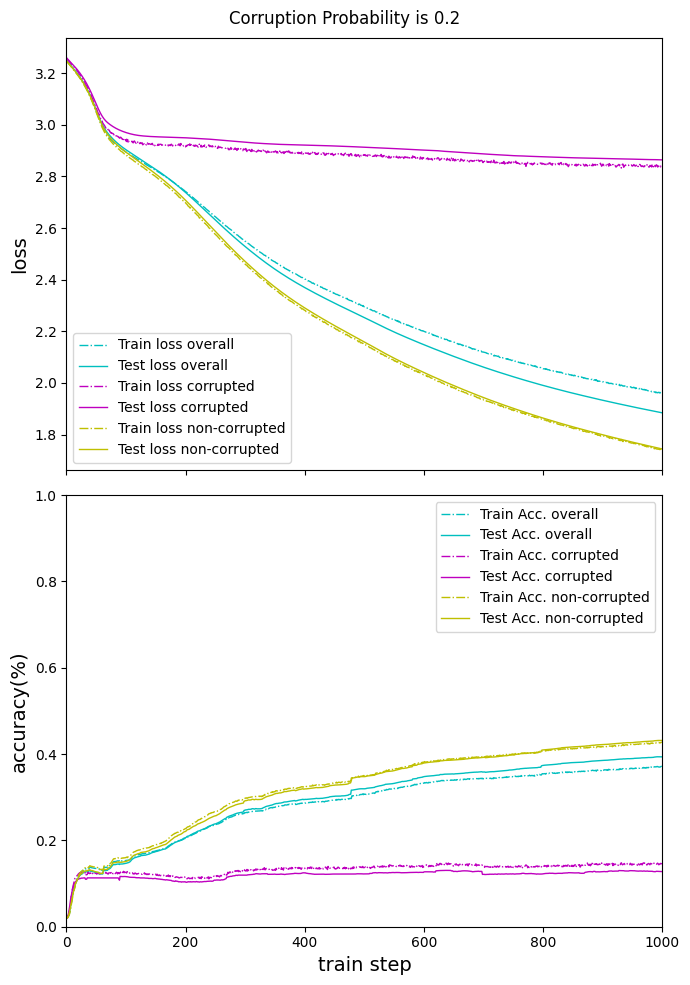 Corruption Probability is 0.2
3.2
3.0
2.8
2.6
2.4
2.2
2.0
1.8
loss
Train loss overall
Test loss overall
Train loss corrupted
Test loss corrupted
Train loss non-corrupted
Test loss non-corrupted
1.0
0.8
0.6
0.4
0.2
0.0
accuracy(%)
Train Acc. overall
Test Acc. overall
Train Acc. corrupted
Test Acc. corrupted
Train Acc. non-corrupted
Test Acc. non-corrupted
0 200 400 600 800 1000
train step